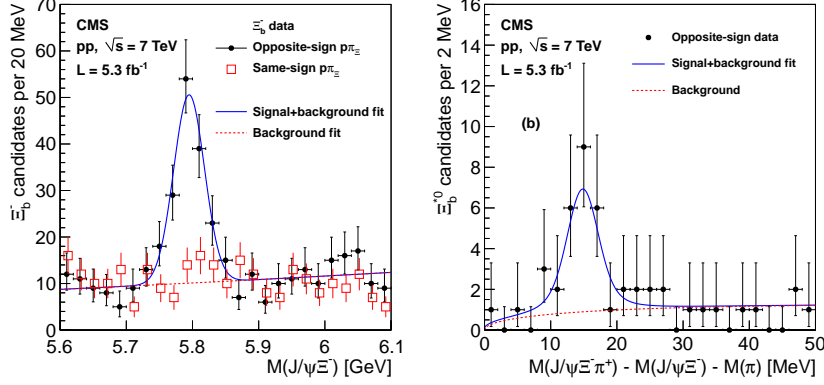 CMS
pp, √s = 7 TeV
L = 5.3 fb⁻¹
Ξ_b⁻ data
Opposite-sign pπ_Ξ
Same-sign pπ_Ξ
Signal+background fit
Background fit
Ξ_b⁻ candidates per 20 MeV
70
60
50
40
30
20
10
0
5.6 5.7 5.8 5.9 6 6.1
M(J/ψΞ⁻) [GeV]
CMS
pp, √s = 7 TeV
L = 5.3 fb⁻¹
Opposite-sign data
Signal+background fit
Background
(b)
Ξ_b*⁰ candidates per 2 MeV
16
14
12
10
8
6
4
2
0
0 10 20 30 40 50
M(J/ψΞ⁻π⁺) - M(J/ψΞ⁻) - M(π) [MeV]